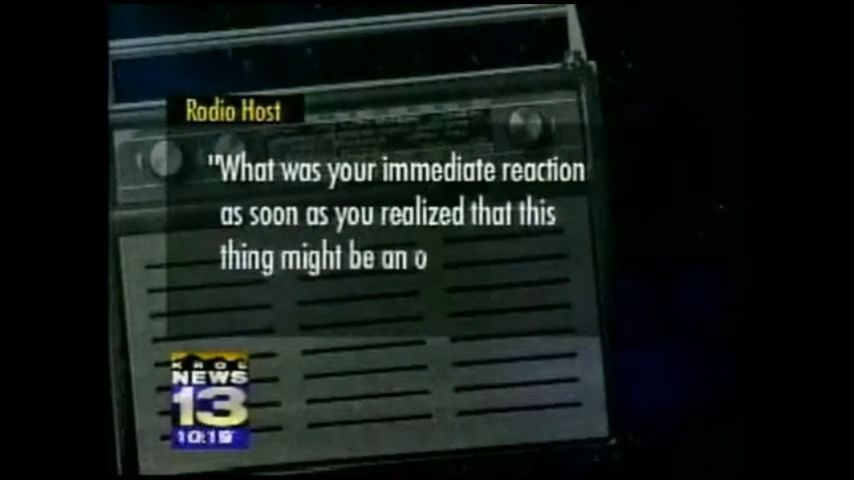 Radio Host
"What was your immediate reaction
as soon as you realized that this
thing might be an o
KRQE
NEWS
13
10:19